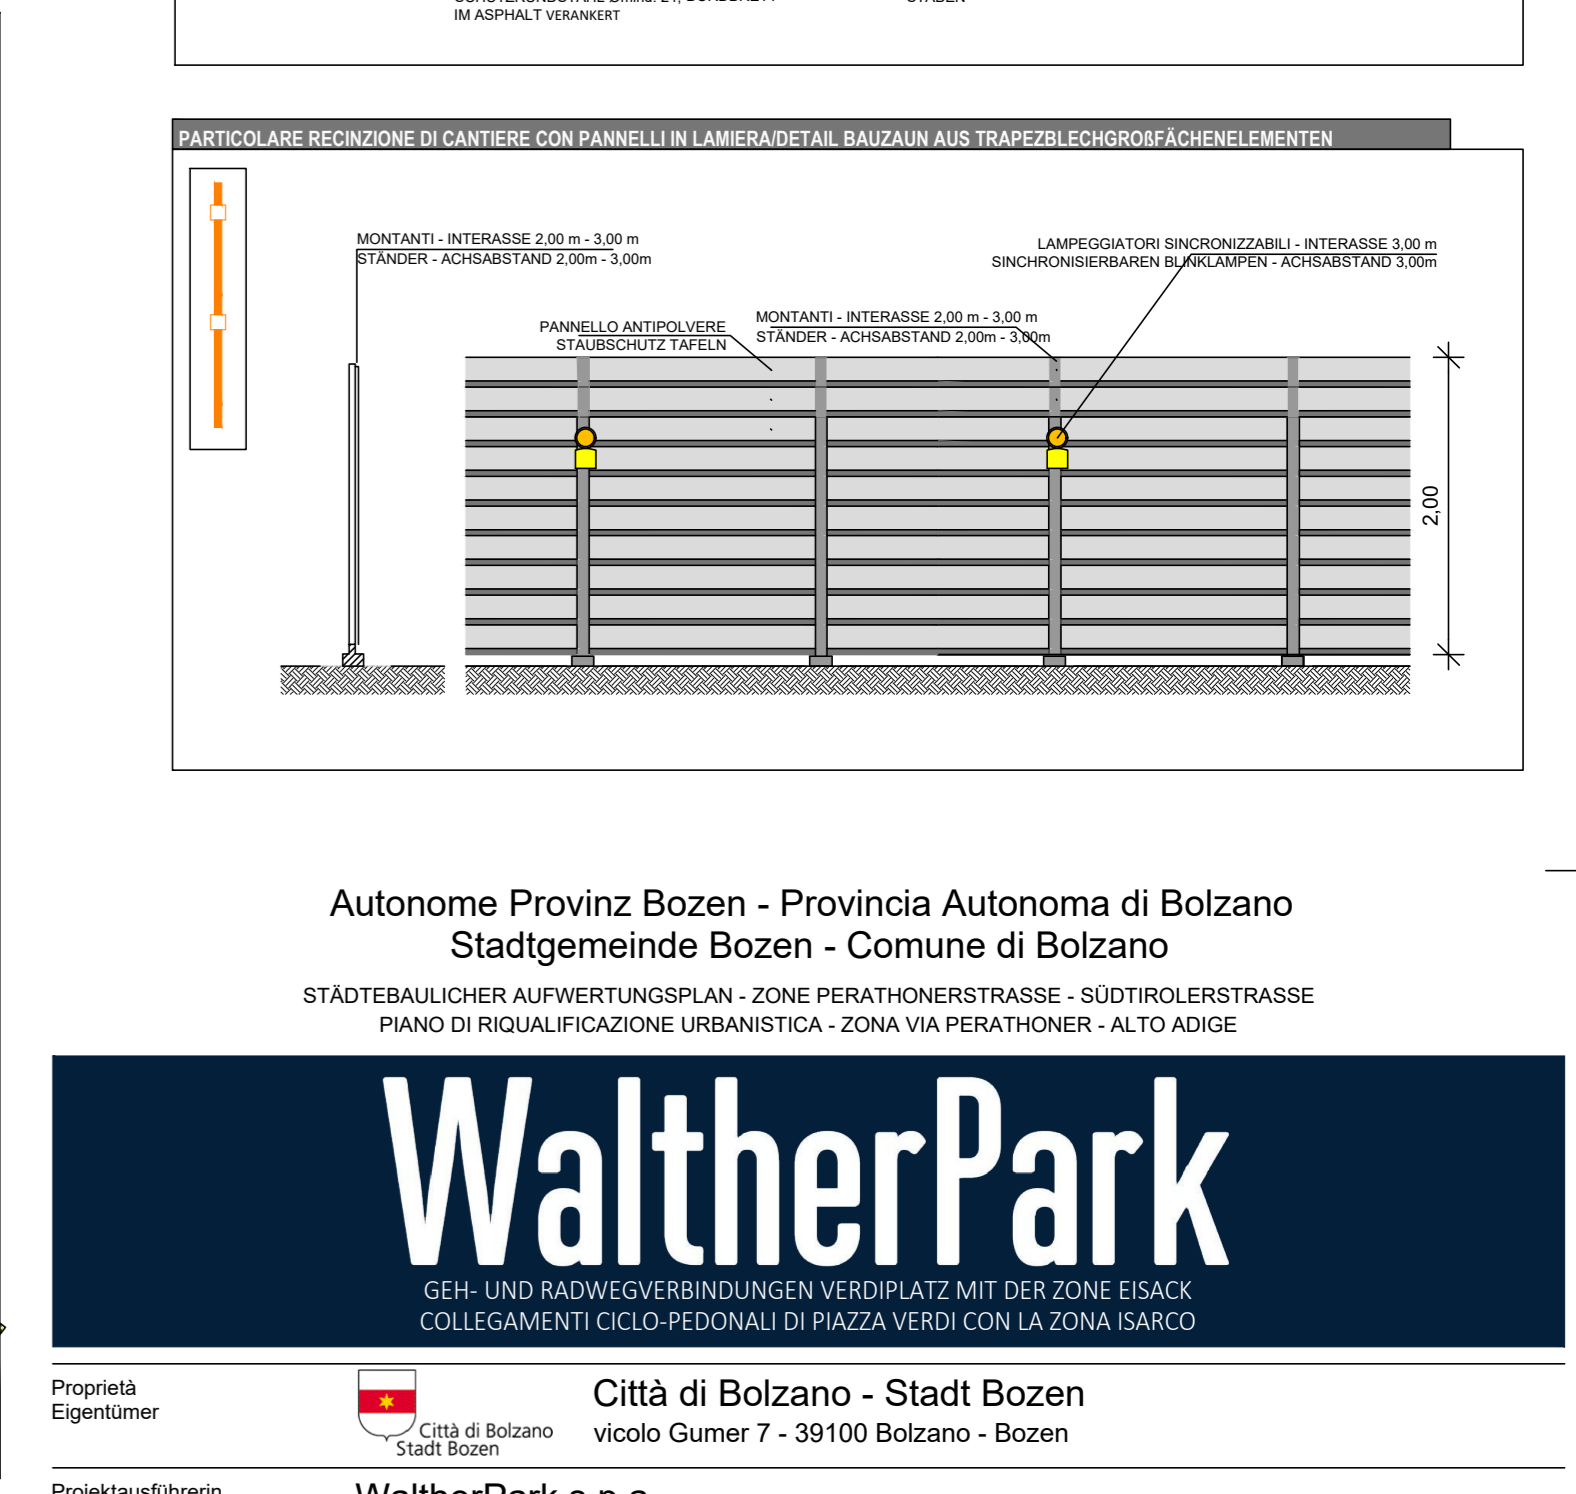 IM ASPHALT VERANKERT
PARTICOLARE RECINZIONE DI CANTIERE CON PANNELLI IN LAMIERA/DETAIL BAUZAUN AUS TRAPEZBLECHGROßFÄCHENELEMENTEN
MONTANTI - INTERASSE 2,00 m - 3,00 m
STÄNDER - ACHSABSTAND 2,00m - 3,00m
LAMPEGGIATORI SINCRONIZZABILI - INTERASSE 3,00 m
SINCHRONISIERBAREN BLINKLAMPEN - ACHSABSTAND 3,00m
PANNELLO ANTIPOLVERE
STAUBSCHUTZ TAFELN
MONTANTI - INTERASSE 2,00 m - 3,00 m
STÄNDER - ACHSABSTAND 2,00m - 3,00m
2,00
Autonome Provinz Bozen - Provincia Autonoma di Bolzano
Stadtgemeinde Bozen - Comune di Bolzano
STÄDTEBAULICHER AUFWERTUNGSPLAN - ZONE PERATHONERSTRASSE - SÜDTIROLERSTRASSE
PIANO DI RIQUALIFICAZIONE URBANISTICA - ZONA VIA PERATHONER - ALTO ADIGE
WaltherPark
GEH- UND RADWEGVERBINDUNGEN VERDIPLATZ MIT DER ZONE EISACK
COLLEGAMENTI CICLO-PEDONALI DI PIAZZA VERDI CON LA ZONA ISARCO
Proprietà
Eigentümer
Città di Bolzano
Stadt Bozen
Città di Bolzano - Stadt Bozen
vicolo Gumer 7 - 39100 Bolzano - Bozen
Projektausführerin
WaltherPark s.p.a.